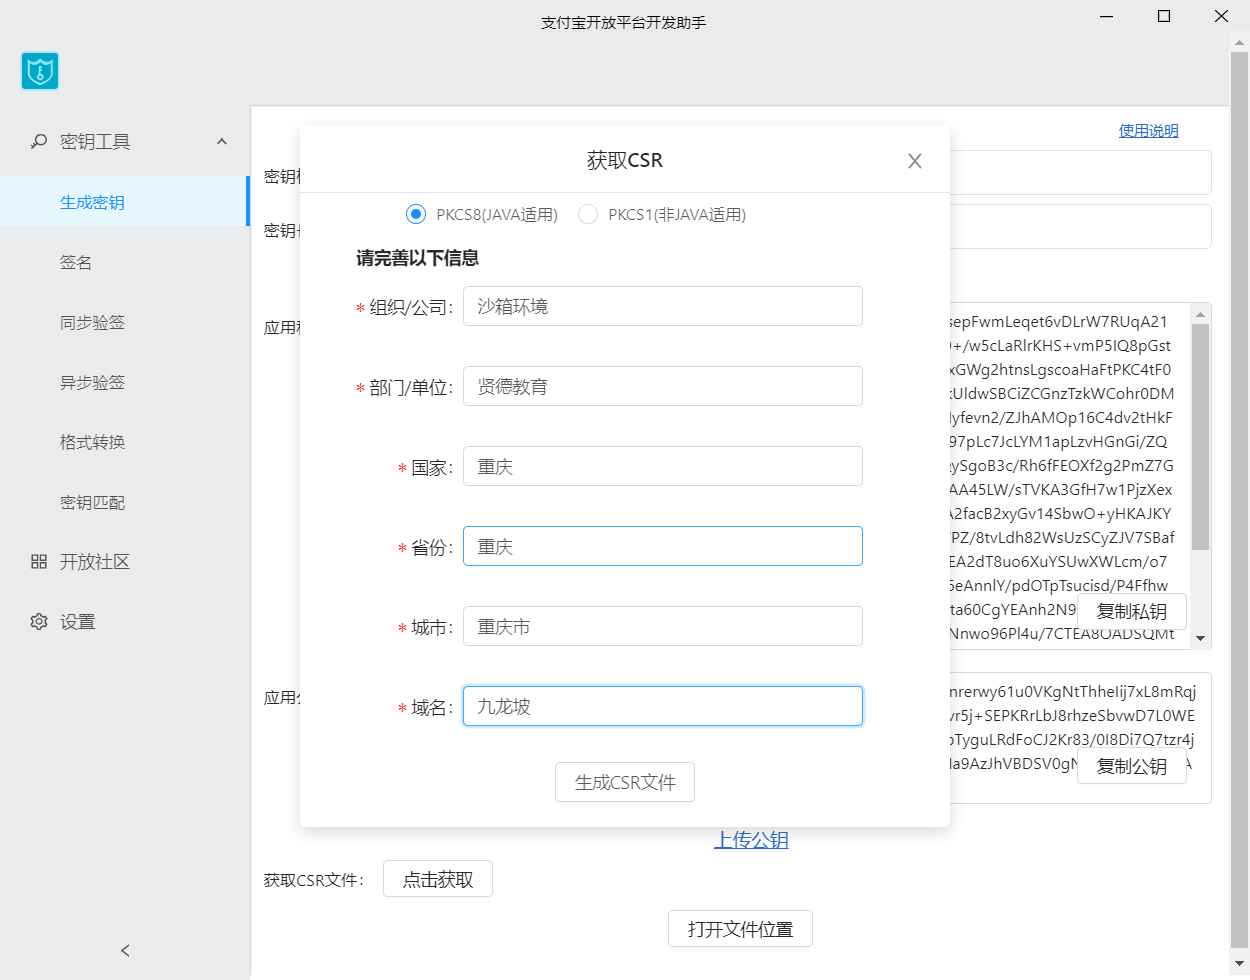 支付宝开放平台开发助手
密钥工具
生成密钥
签名
同步验签
异步验签
格式转换
密钥匹配
开放社区
设置
使用说明
密钥
密钥
应用
应用
获取CSR
PKCS8(JAVA适用) PKCS1(非JAVA适用)
请完善以下信息
* 组织/公司: 沙箱环境
* 部门/单位: 贤德教育
* 国家: 重庆
* 省份: 重庆
* 城市: 重庆市
* 域名: 九龙坡
生成CSR文件
sepFwmLeqet6vDLrW7RUqA21
+/w5cLaRlrKHS+vmP5IQ8pGst
xGWg2htnsLgscoaHaFtPKC4tF0
UldwSBCiZCGnzTzkWCohr0DM
lyfevn2/ZJhAMOp16C4dv2tHkF
97pLc7JcLYM1apLzvHGnGi/ZQ
ySgoB3c/Rh6fFEOXf2g2PmZ7G
AA45LW/sTVKA3GfH7w1PjzXex
A2facB2xyGv14SbwO+yHKAJKY
PZ/8tvLdh82WsUzSCyZJV7SBaf
EA2dT8uo6XuYSUwXWLcm/o7
6eAnnlY/pdOTpTsucisd/P4Ffhw
ta60CgYEAnh2N9
Nnwo96Pl4u/7CTEA8OADSQMt
复制私钥
nrerwy61u0VKgNtThheIij7xL8mRqj
vr5j+SEPKRrLbJ8rhzeSbvwD7L0WE
TyguLRdFoCJ2Kr83/0I8Di7Q7tzr4j
a9AzJhVBDSV0g
复制公钥
上传公钥
获取CSR文件: 点击获取
打开文件位置